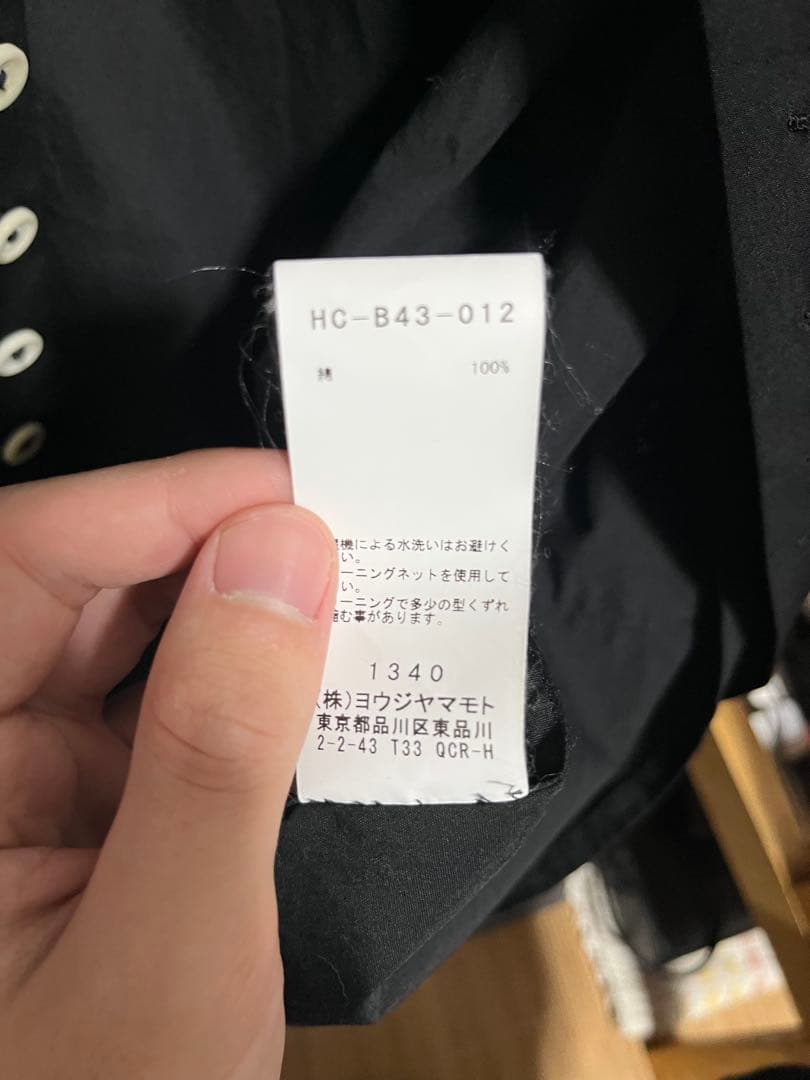 HC-B43-012
綿 100%
機による水洗いはお避けく
い。
ーニングネットを使用して
い。
ーニングで多少の型くずれ
縮む事があります。
1340
(株)ヨウジヤマモト
東京都品川区東品川
2-2-43 T33 QCR-H